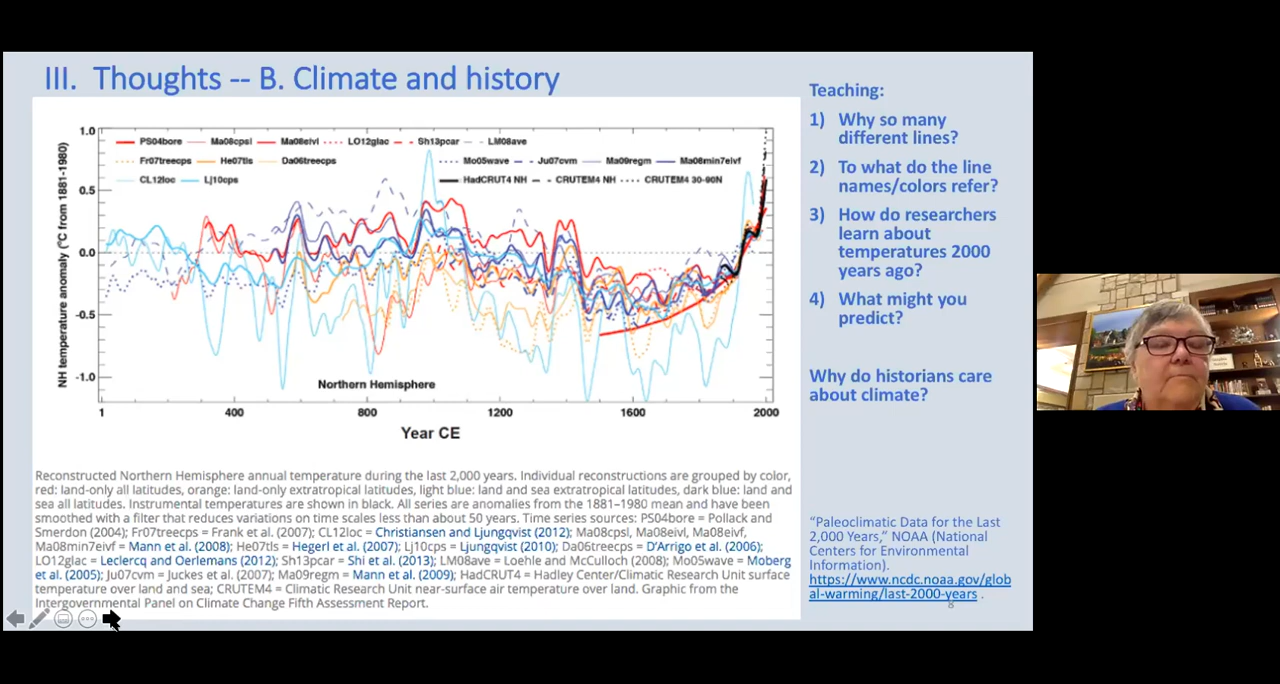 III. Thoughts -- B. Climate and history
1.0
0.5
0.0
-0.5
-1.0
NH temperature anomaly (°C from 1881-1980)
PS04bore Ma08cpsl Ma08eivl LO12glac Sh13pcar LM08ave
Fr07treecps He07tls Da06treecps Mo05wave Ju07cvm Ma09regm Ma08min7eivf
CL12loc Lj10cps HadCRUT4 NH CRUTEM4 NH CRUTEM4 30-90N
Northern Hemisphere
1 400 800 1200 1600 2000
Year CE
Reconstructed Northern Hemisphere annual temperature during the last 2,000 years. Individual reconstructions are grouped by color,
red: land-only all latitudes, orange: land-only extratropical latitudes, light blue: land and sea extratropical latitudes, dark blue: land and
sea all latitudes. Instrumental temperatures are shown in black. All series are anomalies from the 1881–1980 mean and have been
smoothed with a filter that reduces variations on time scales less than about 50 years. Time series sources: PS04bore = Pollack and
Smerdon (2004); Fr07treecps = Frank et al. (2007); CL12loc = Christiansen and Ljungqvist (2012); Ma08cpsl, Ma08eivl, Ma08eivf,
Ma08min7eivf = Mann et al. (2008); He07tls = Hegerl et al. (2007); Lj10cps = Ljungqvist (2010); Da06treecps = D’Arrigo et al. (2006);
LO12glac = Leclercq and Oerlemans (2012); Sh13pcar = Shi et al. (2013); LM08ave = Loehle and McCulloch (2008); Mo05wave = Moberg
et al. (2005); Ju07cvm = Juckes et al. (2007); Ma09regm = Mann et al. (2009); HadCRUT4 = Hadley Center/Climatic Research Unit surface
temperature over land and sea; CRUTEM4 = Climatic Research Unit near-surface air temperature over land. Graphic from the
Intergovernmental Panel on Climate Change Fifth Assessment Report.
Teaching:
1) Why so many
different lines?
2) To what do the line
names/colors refer?
3) How do researchers
learn about
temperatures 2000
years ago?
4) What might you
predict?
Why do historians care
about climate?
“Paleoclimatic Data for the Last
2,000 Years,” NOAA (National
Centers for Environmental
Information).
https://www.ncdc.noaa.gov/glob
al-warming/last-2000-years .
8